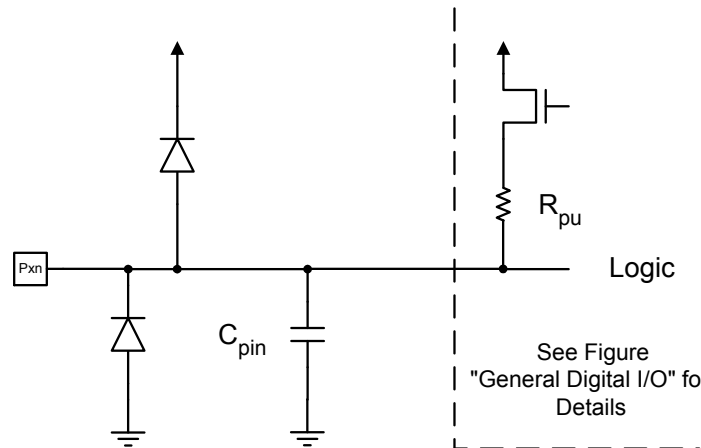 Pxn
C pin
R pu
Logic
See Figure
"General Digital I/O" fo
Details